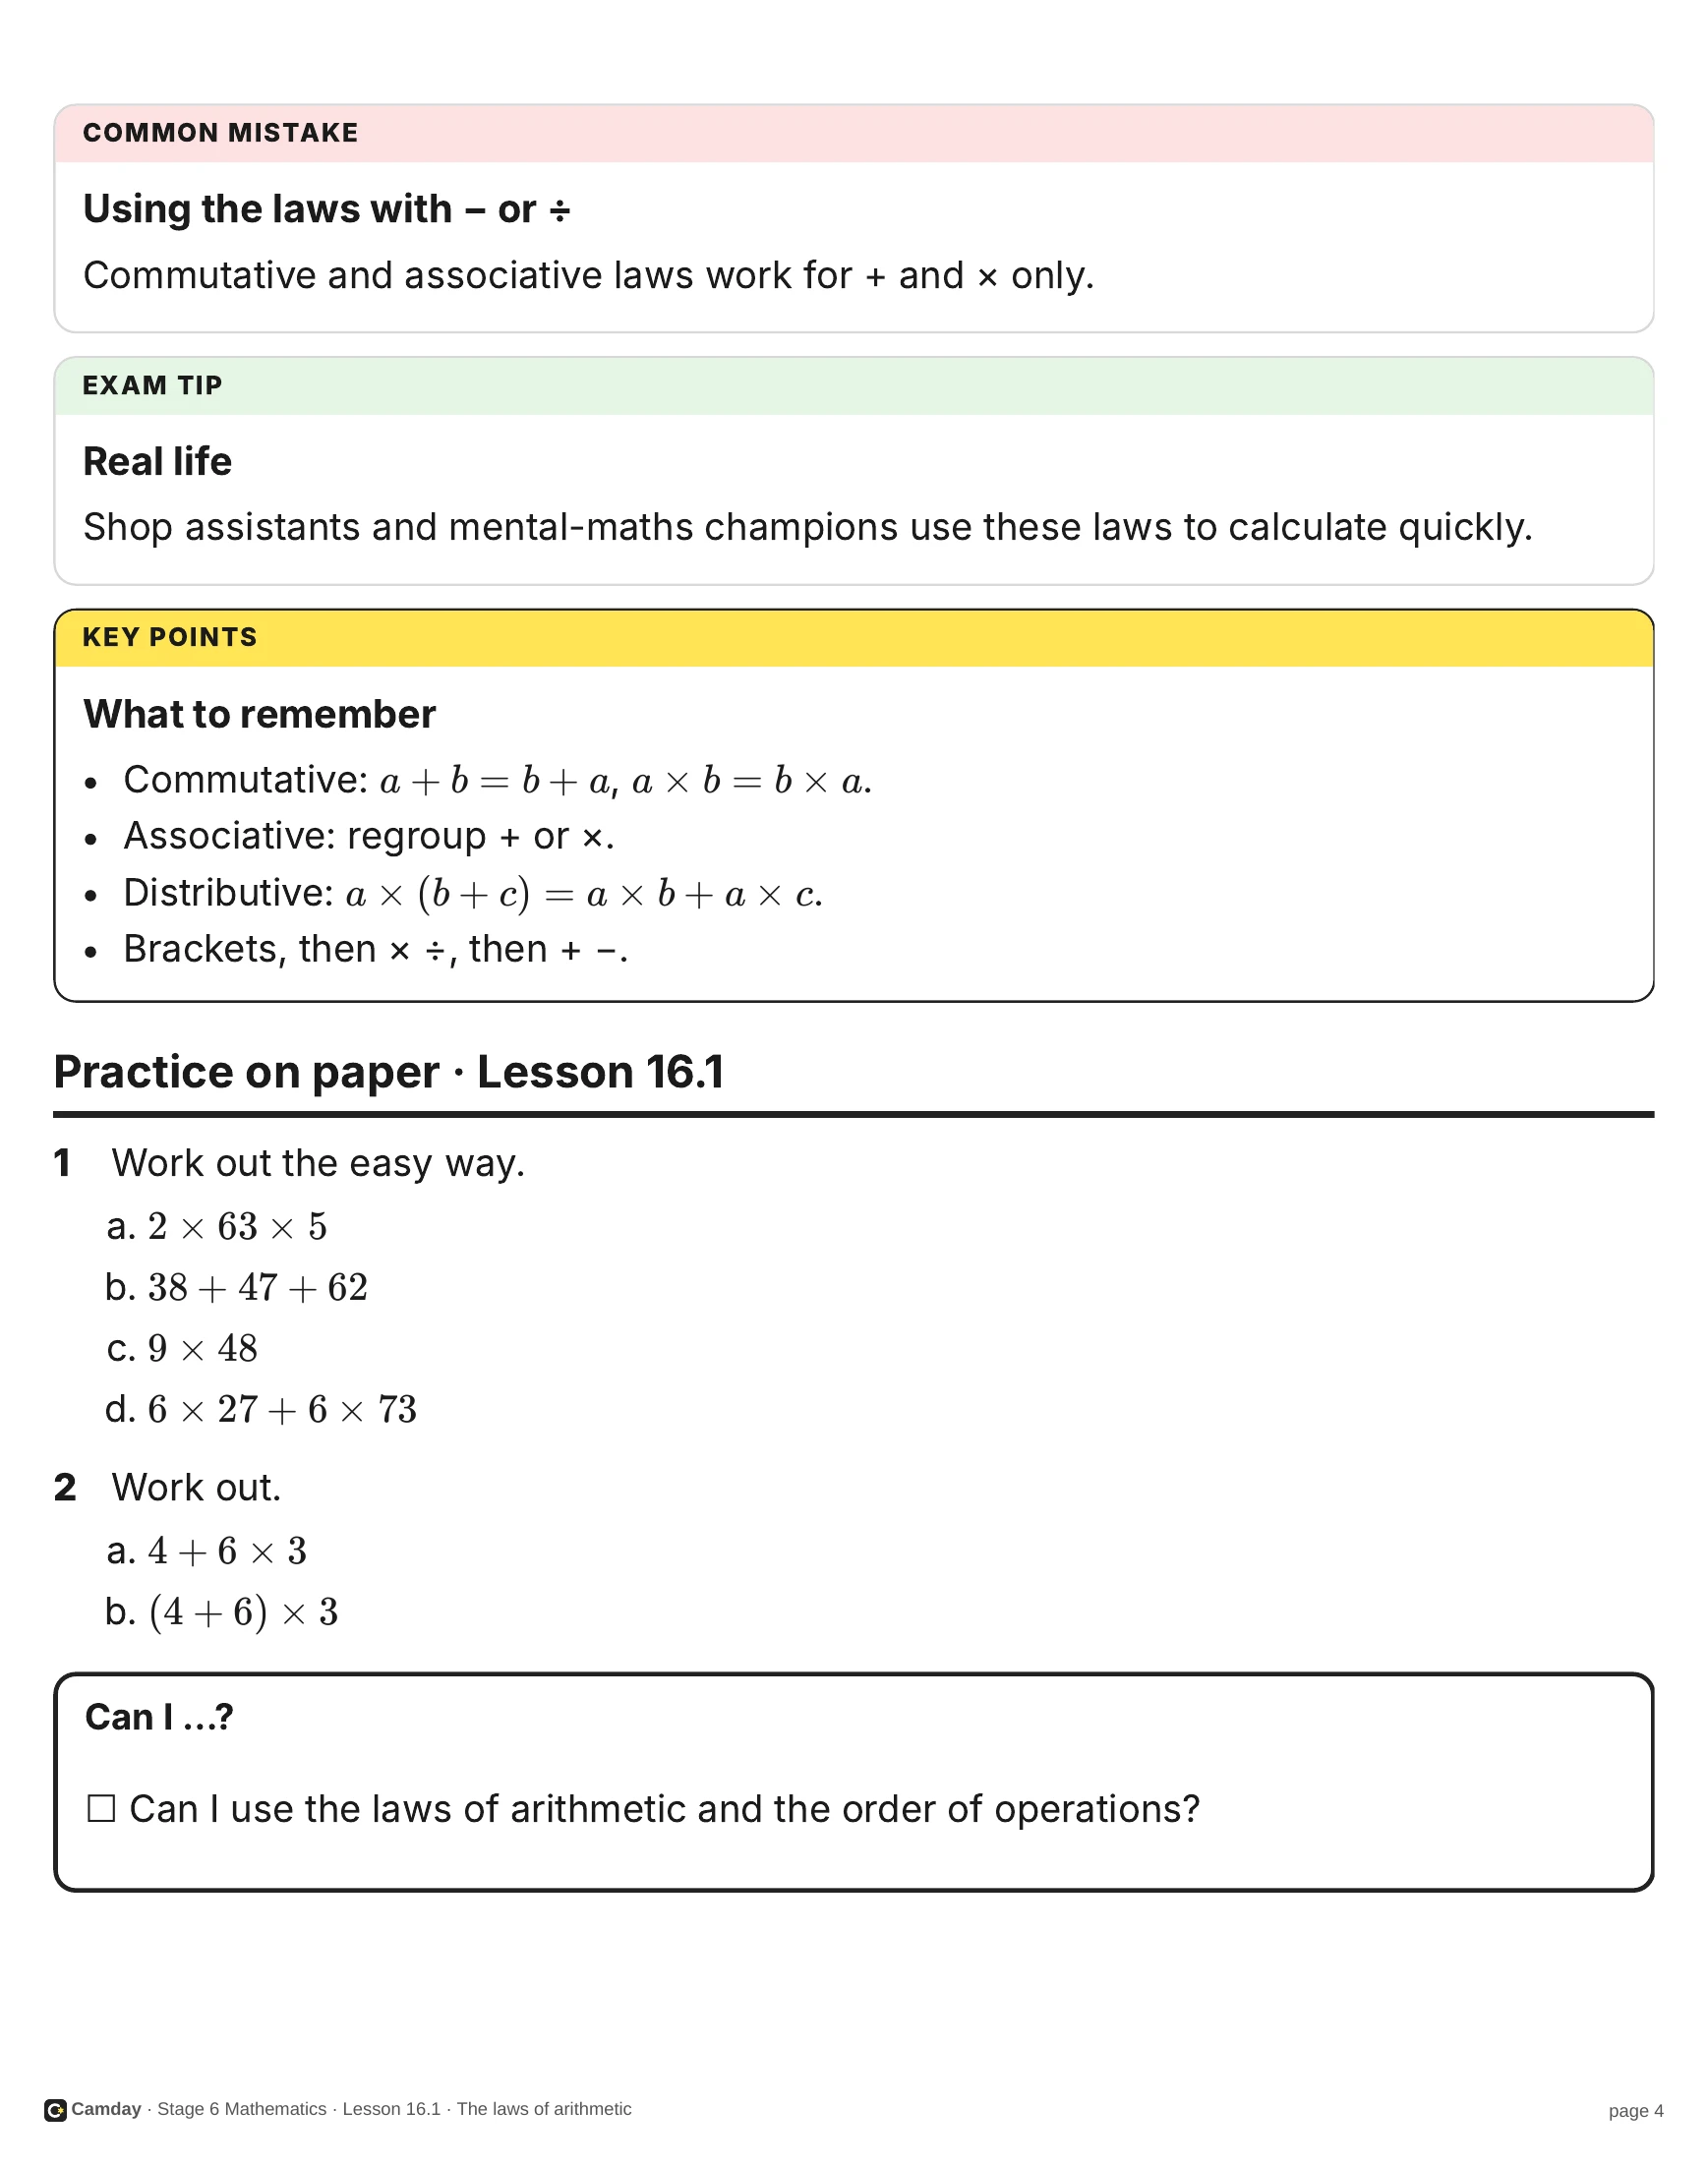 COMMON MISTAKE
Using the laws with − or ÷
Commutative and associative laws work for + and × only.
EXAM TIP
Real life
Shop assistants and mental-maths champions use these laws to calculate quickly.
KEY POINTS
What to remember
• Commutative: a + b = b + a, a × b = b × a.
• Associative: regroup + or ×.
• Distributive: a × (b + c) = a × b + a × c.
• Brackets, then × ÷, then + −.
Practice on paper · Lesson 16.1
1 Work out the easy way.
a. 2 × 63 × 5
b. 38 + 47 + 62
c. 9 × 48
d. 6 × 27 + 6 × 73
2 Work out.
a. 4 + 6 × 3
b. (4 + 6) × 3
Can I ...?
☐ Can I use the laws of arithmetic and the order of operations?
Camday · Stage 6 Mathematics · Lesson 16.1 · The laws of arithmetic page 4